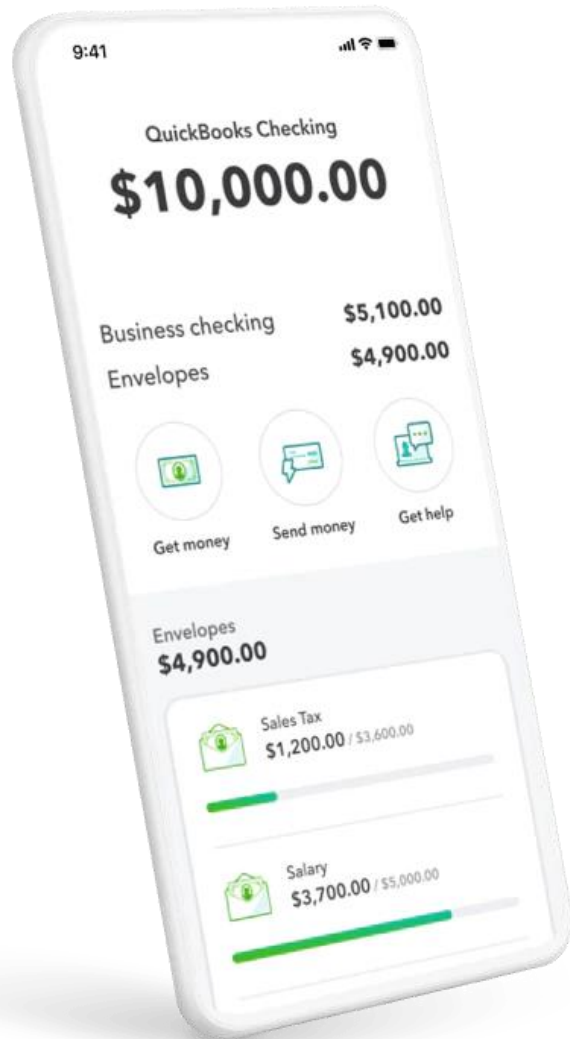 9:41
QuickBooks Checking
$10,000.00
Business checking $5,100.00
Envelopes $4,900.00
Get money Send money Get help
Envelopes
$4,900.00
Sales Tax
$1,200.00 / $3,600.00
Salary
$3,700.00 / $5,000.00